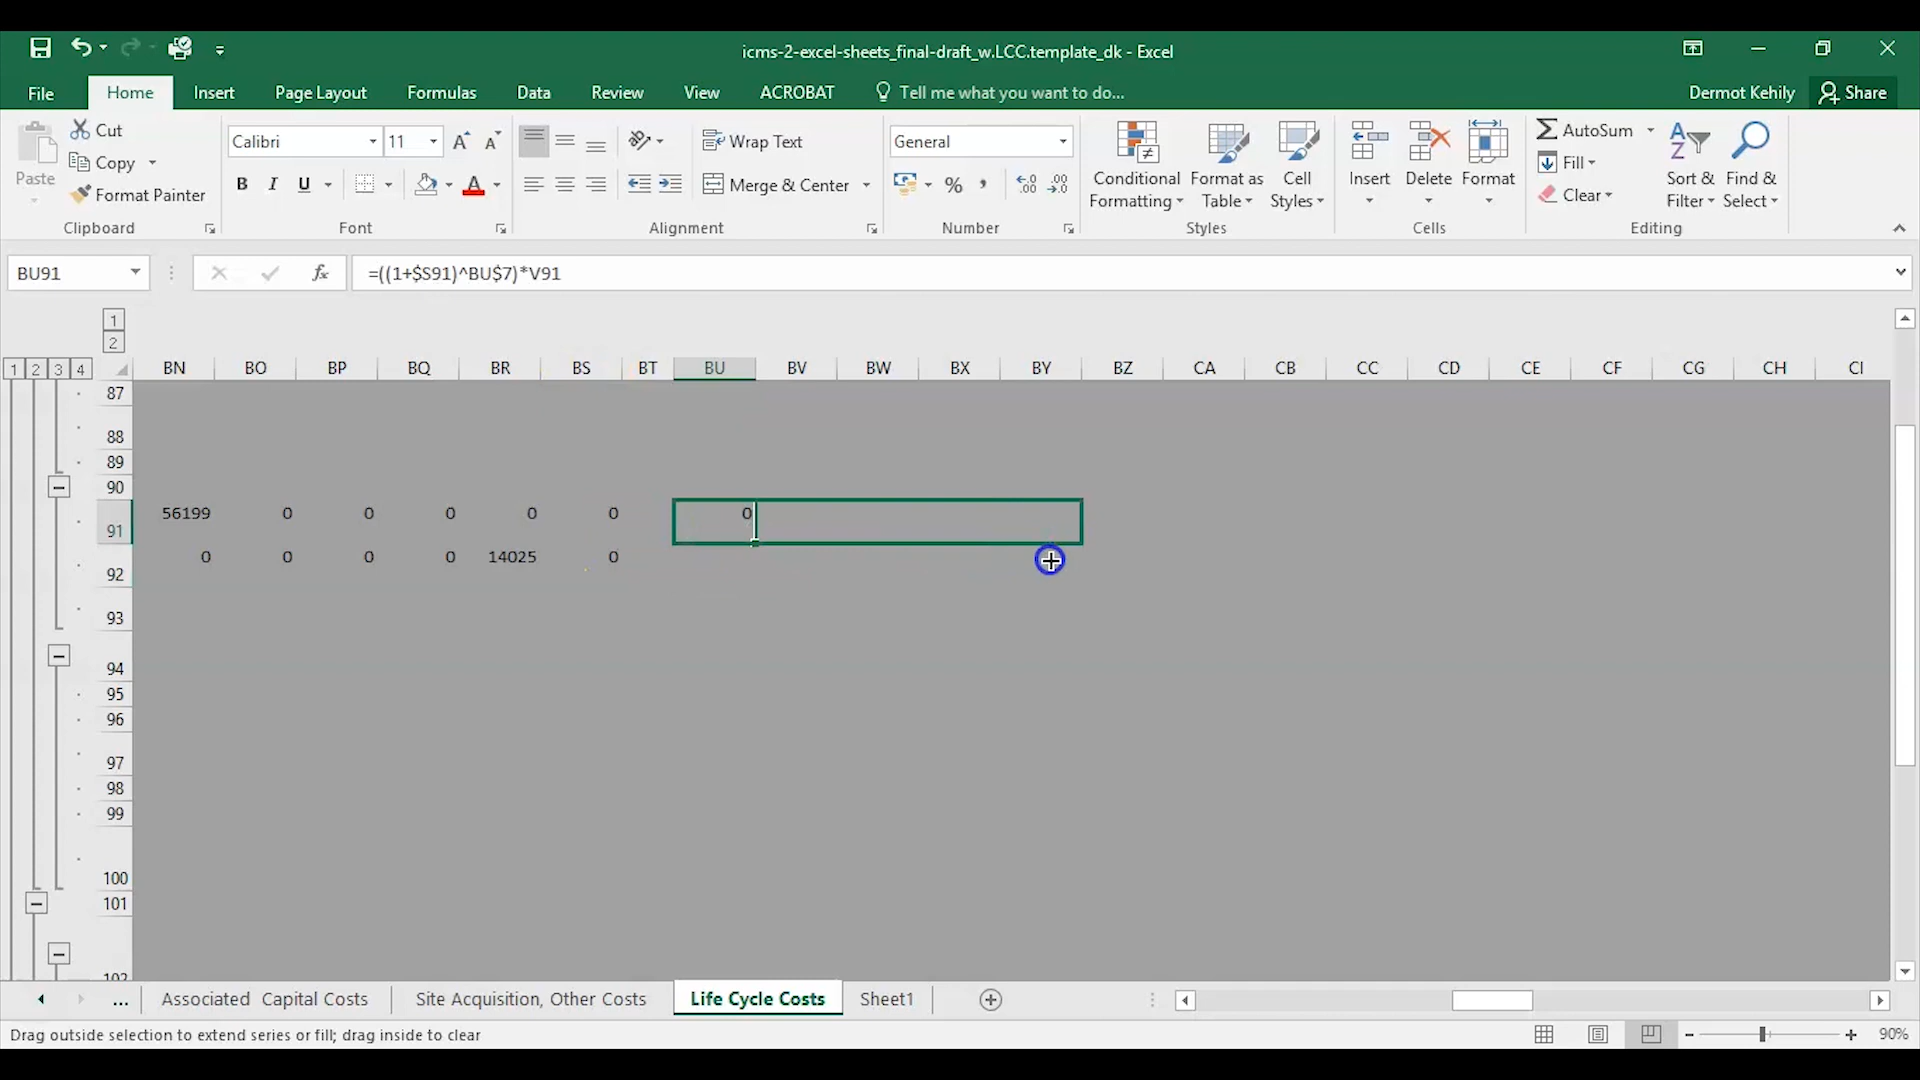 icms-2-excel-sheets_final-draft_w.LCC.template_dk - Excel
File Home Insert Page Layout Formulas Data Review View ACROBAT Tell me what you want to do... Dermot Kehily Share
Paste
Cut
Copy
Format Painter
Clipboard
Calibri 11
B I U
Font
Wrap Text
Merge & Center
Alignment
General
%
Number
Conditional Formatting
Format as Table
Cell Styles
Styles
Insert
Delete
Format
Cells
AutoSum
Fill
Clear
Sort & Filter
Find & Select
Editing
BU91 fx =((1+$S91)^BU$7)*V91
1
2
1 2 3 4 BN BO BP BQ BR BS BT BU BV BW BX BY BZ CA CB CC CD CE CF CG CH CI
87
88
89
90
91 56199 0 0 0 0 0 0
92 0 0 0 0 14025 0
93
94
95
96
97
98
99
100
101
102
... Associated Capital Costs Site Acquisition, Other Costs Life Cycle Costs Sheet1
Drag outside selection to extend series or fill; drag inside to clear 90%